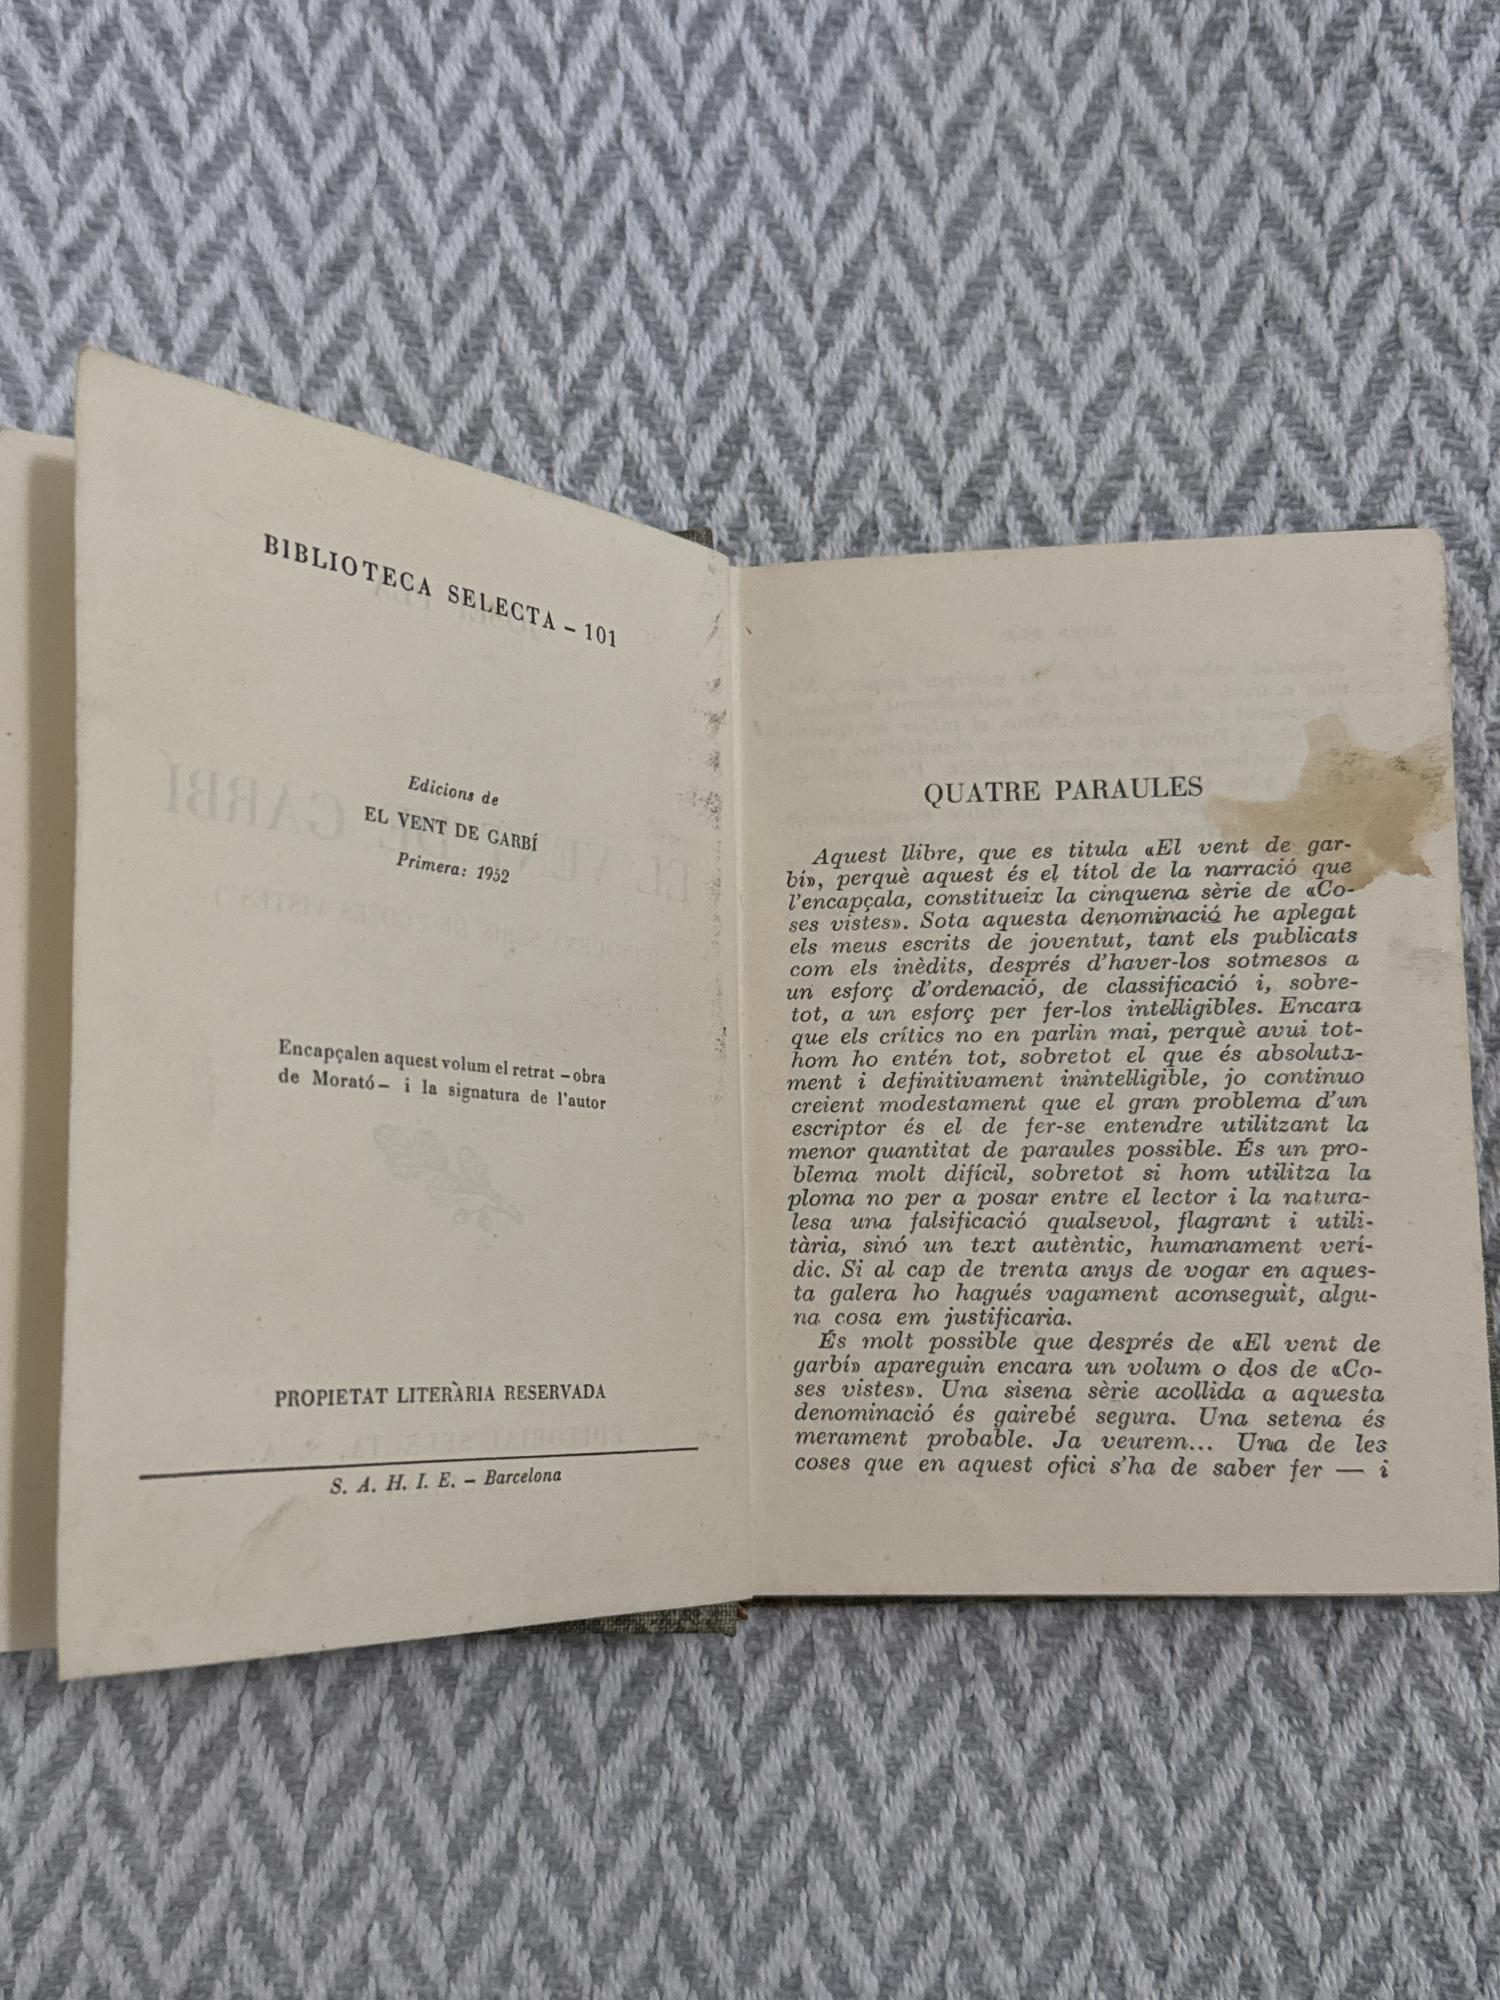 BIBLIOTECA SELECTA – 101
Edicions de
EL VENT DE GARBÍ
Primera: 1952
Encapçalen aquest volum el retrat – obra
de Morató – i la signatura de l'autor
PROPIETAT LITERÀRIA RESERVADA
S. A. H. I. E. – Barcelona
QUATRE PARAULES
Aquest llibre, que es titula «El vent de gar-
bí», perquè aquest és el títol de la narració que
l'encapçala, constitueix la cinquena sèrie de «Co-
ses vistes». Sota aquesta denominació he aplegat
els meus escrits de joventut, tant els publicats
com els inèdits, després d'haver-los sotmesos a
un esforç d'ordenació, de classificació i, sobre-
tot, a un esforç per fer-los intel·ligibles. Encara
que els crítics no en parlin mai, perquè avui tot-
hom ho entén tot, sobretot el que és absoluta-
ment i definitivament inintel·ligible, jo continuo
creient modestament que el gran problema d'un
escriptor és el de fer-se entendre utilitzant la
menor quantitat de paraules possible. És un pro-
blema molt difícil, sobretot si hom utilitza la
ploma no per a posar entre el lector i la natura-
lesa una falsificació qualsevol, flagrant i utili-
tària, sinó un text autèntic, humanament verí-
dic. Si al cap de trenta anys de vogar en aques-
ta galera ho hagués vagament aconseguit, algu-
na cosa em justificaria.
És molt possible que després de «El vent de
garbí» apareguin encara un volum o dos de «Co-
ses vistes». Una sisena sèrie acollida a aquesta
denominació és gairebé segura. Una setena és
merament probable. Ja veurem... Una de les
coses que en aquest ofici s'ha de saber fer — i